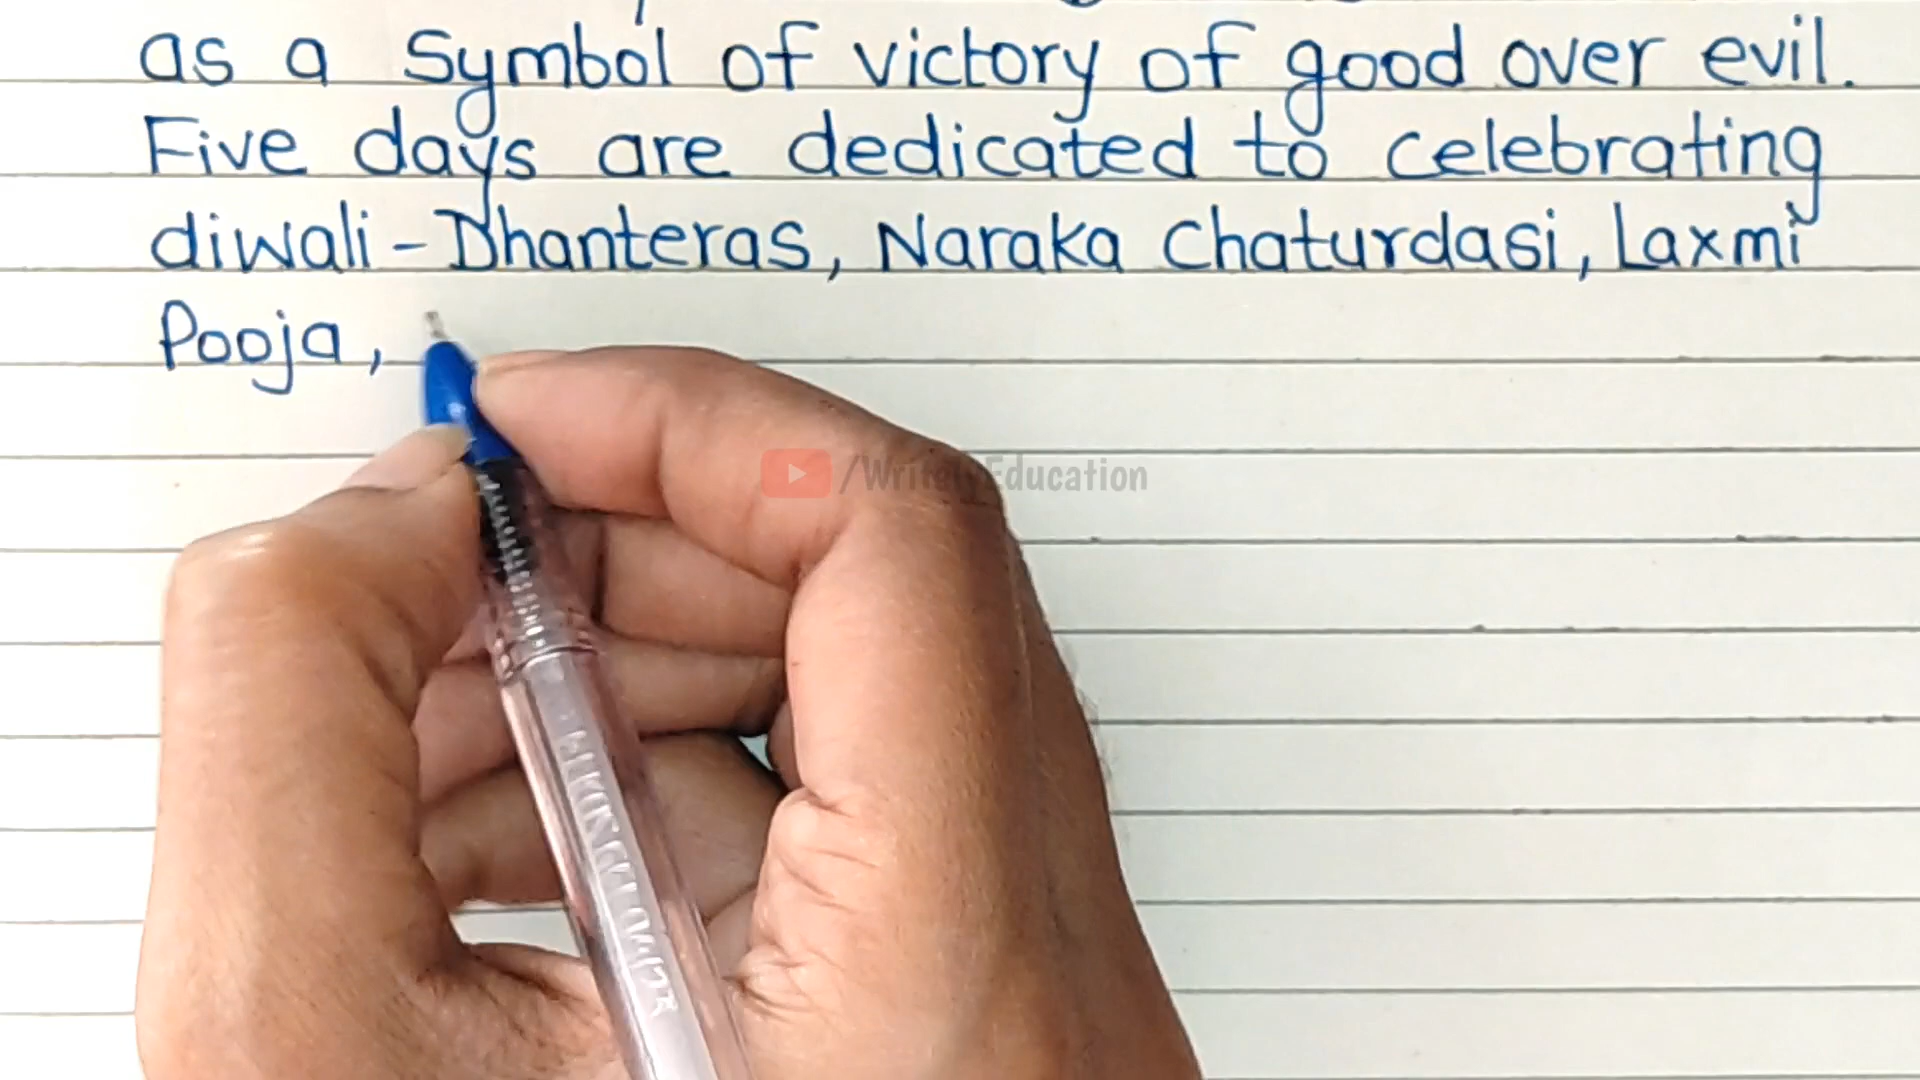 as a symbol of victory of good over evil.
Five days are dedicated to celebrating
diwali - Dhanteras, Naraka Chaturdasi, Laxmi
Pooja,
/WritelyEducation